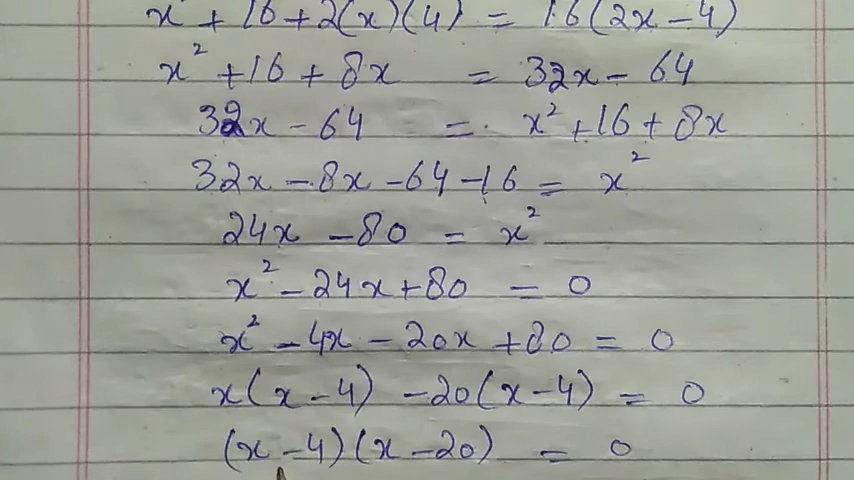 x² + 16 + 2(x)(4) = 16(2x - 4)
x² + 16 + 8x = 32x - 64
32x - 64 = x² + 16 + 8x
32x - 8x - 64 - 16 = x²
24x - 80 = x²
x² - 24x + 80 = 0
x² - 4x - 20x + 80 = 0
x(x - 4) - 20(x - 4) = 0
(x - 4)(x - 20) = 0